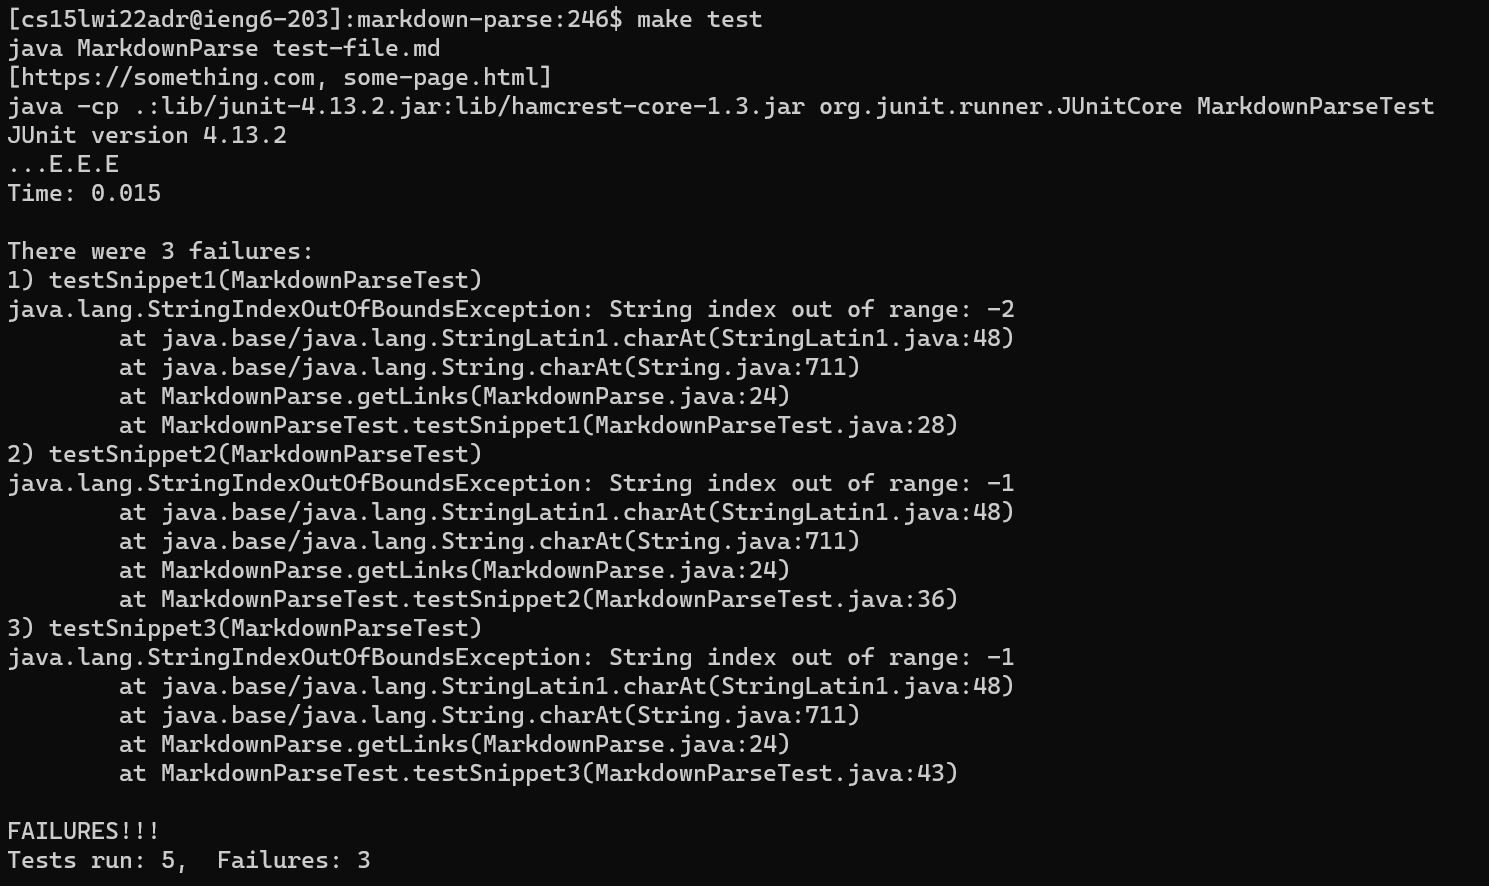 [cs15lwi22adr@ieng6-203]:markdown-parse:246$ make test
java MarkdownParse test-file.md
[https://something.com, some-page.html]
java -cp .:lib/junit-4.13.2.jar:lib/hamcrest-core-1.3.jar org.junit.runner.JUnitCore MarkdownParseTest
JUnit version 4.13.2
...E.E.E
Time: 0.015

There were 3 failures:
1) testSnippet1(MarkdownParseTest)
java.lang.StringIndexOutOfBoundsException: String index out of range: -2
        at java.base/java.lang.StringLatin1.charAt(StringLatin1.java:48)
        at java.base/java.lang.String.charAt(String.java:711)
        at MarkdownParse.getLinks(MarkdownParse.java:24)
        at MarkdownParseTest.testSnippet1(MarkdownParseTest.java:28)
2) testSnippet2(MarkdownParseTest)
java.lang.StringIndexOutOfBoundsException: String index out of range: -1
        at java.base/java.lang.StringLatin1.charAt(StringLatin1.java:48)
        at java.base/java.lang.String.charAt(String.java:711)
        at MarkdownParse.getLinks(MarkdownParse.java:24)
        at MarkdownParseTest.testSnippet2(MarkdownParseTest.java:36)
3) testSnippet3(MarkdownParseTest)
java.lang.StringIndexOutOfBoundsException: String index out of range: -1
        at java.base/java.lang.StringLatin1.charAt(StringLatin1.java:48)
        at java.base/java.lang.String.charAt(String.java:711)
        at MarkdownParse.getLinks(MarkdownParse.java:24)
        at MarkdownParseTest.testSnippet3(MarkdownParseTest.java:43)

FAILURES!!!
Tests run: 5,  Failures: 3